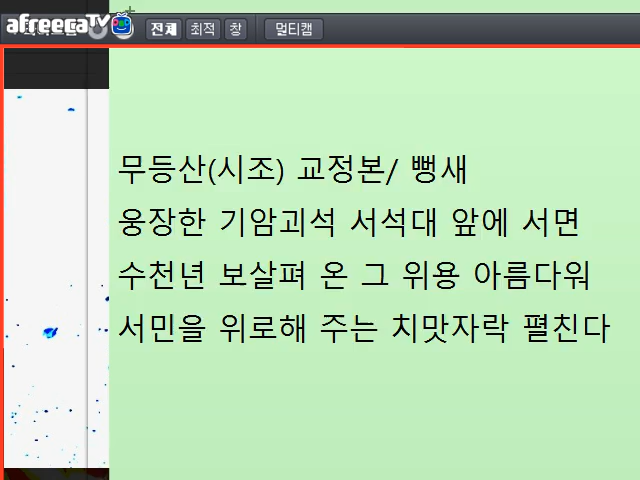 afreecaTV
전체 최적 창 멀티캠
무등산(시조) 교정본/ 뻥새
웅장한 기암괴석 서석대 앞에 서면
수천년 보살펴 온 그 위용 아름다워
서민을 위로해 주는 치맛자락 펼친다